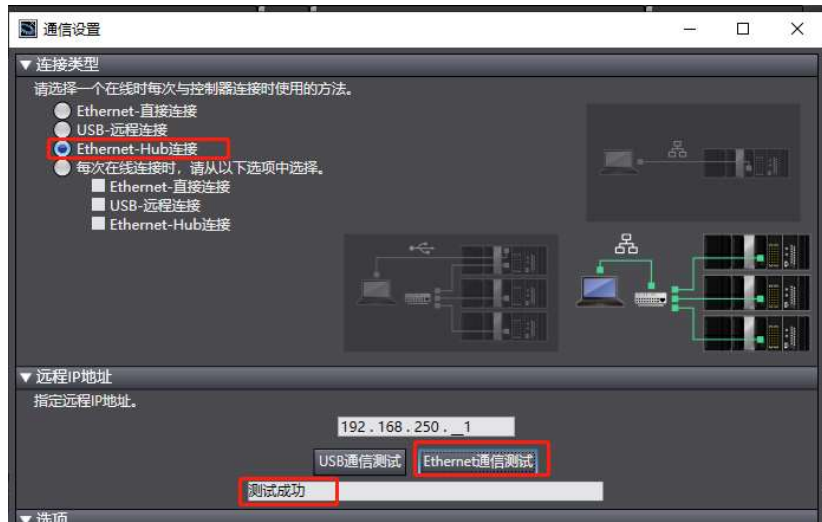 通信设置
▼连接类型
请选择一个在线时每次与控制器连接时使用的方法。
Ethernet-直接连接
USB-远程连接
Ethernet-Hub连接
每次在线连接时，请从以下选项中选择。
Ethernet-直接连接
USB-远程连接
Ethernet-Hub连接
▼远程IP地址
指定远程IP地址。
192.168.250._1
USB通信测试 Ethernet通信测试
测试成功
▼选项